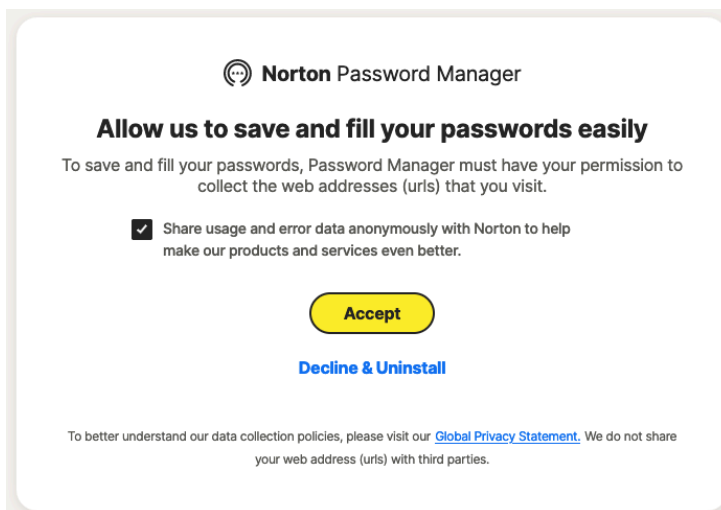 Norton Password Manager
Allow us to save and fill your passwords easily
To save and fill your passwords, Password Manager must have your permission to
collect the web addresses (urls) that you visit.
Share usage and error data anonymously with Norton to help
make our products and services even better.
Accept
Decline & Uninstall
To better understand our data collection policies, please visit our Global Privacy Statement. We do not share
your web address (urls) with third parties.